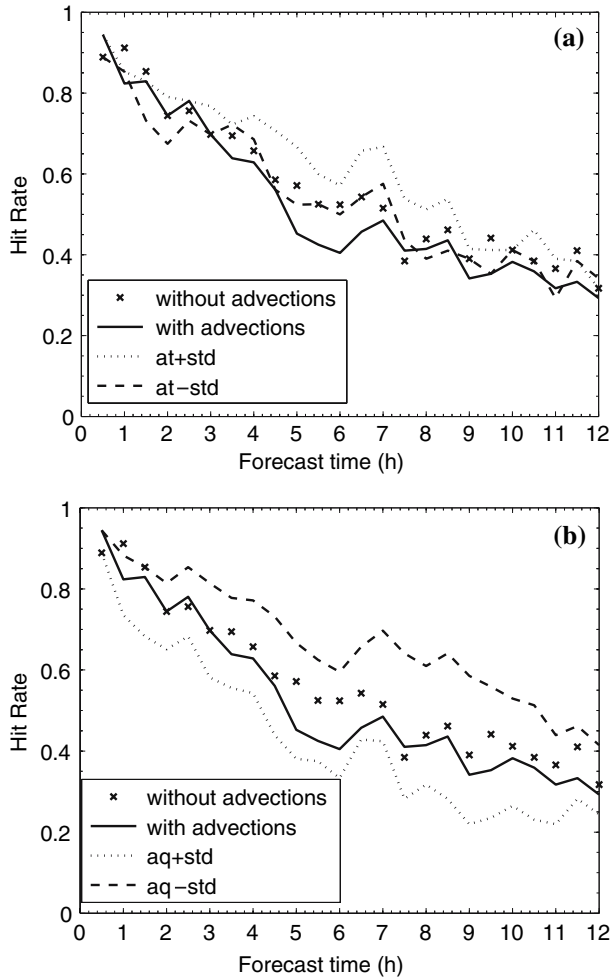 (a)
1
0.8
0.6
0.4
0.2
0
Hit Rate
× without advections
with advections
at+std
at−std
0 1 2 3 4 5 6 7 8 9 10 11 12
Forecast time (h)
(b)
1
0.8
0.6
0.4
0.2
0
Hit Rate
× without advections
with advections
aq+std
aq−std
0 1 2 3 4 5 6 7 8 9 10 11 12
Forecast time (h)